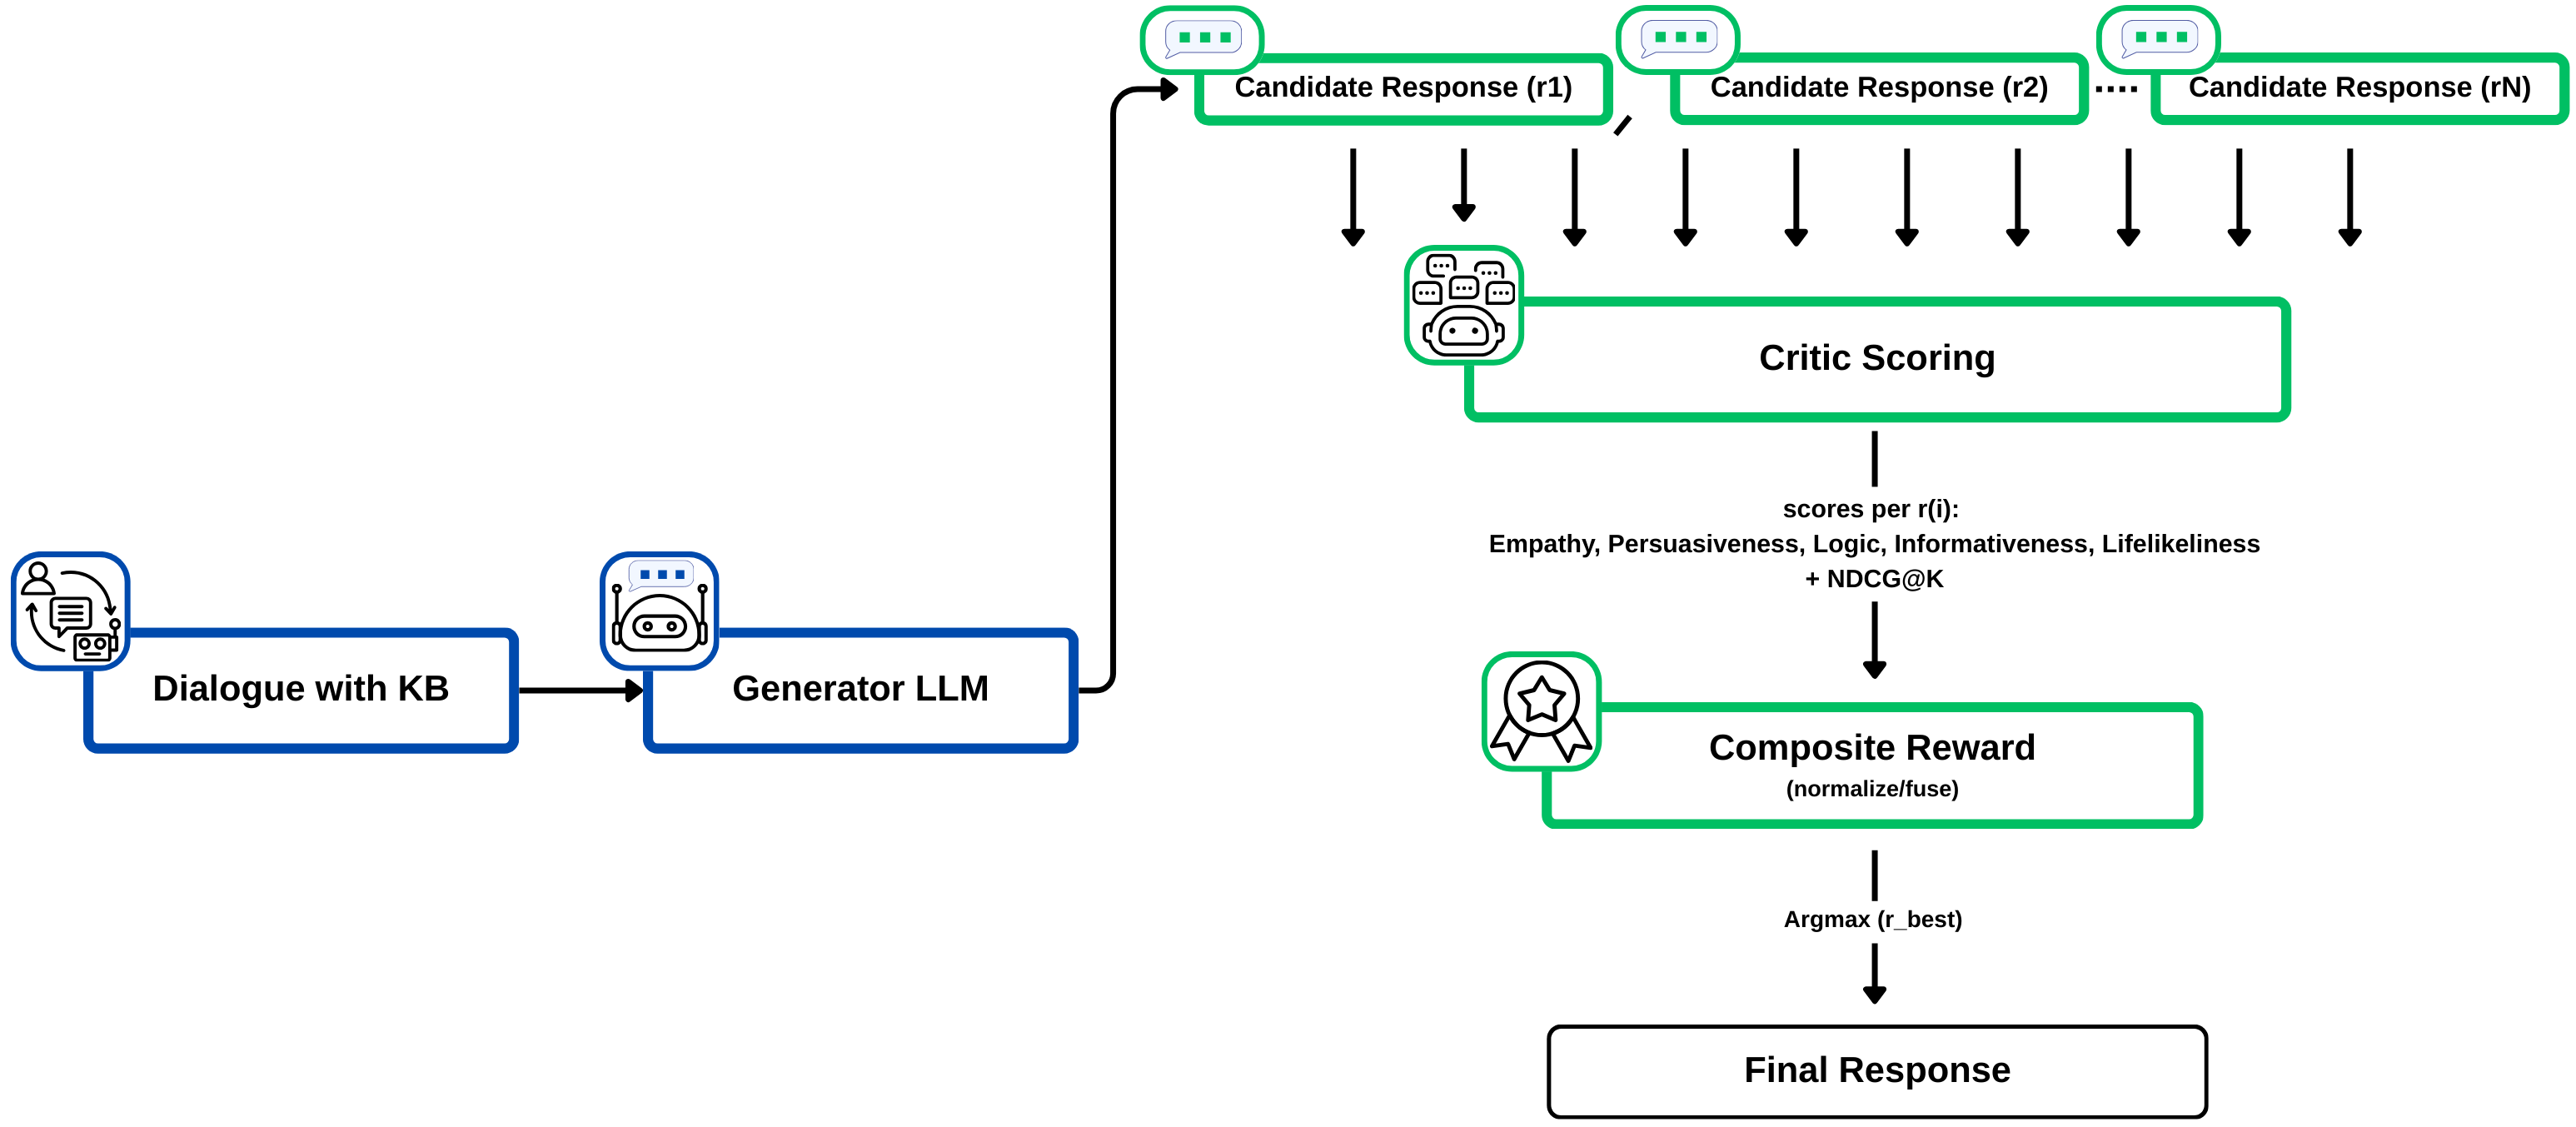 Candidate Response (r1)
Candidate Response (r2)
Candidate Response (rN)
Critic Scoring
scores per r(i):
Empathy, Persuasiveness, Logic, Informativeness, Lifelikeliness
+ NDCG@K
Dialogue with KB
Generator LLM
Composite Reward
(normalize/fuse)
Argmax (r_best)
Final Response